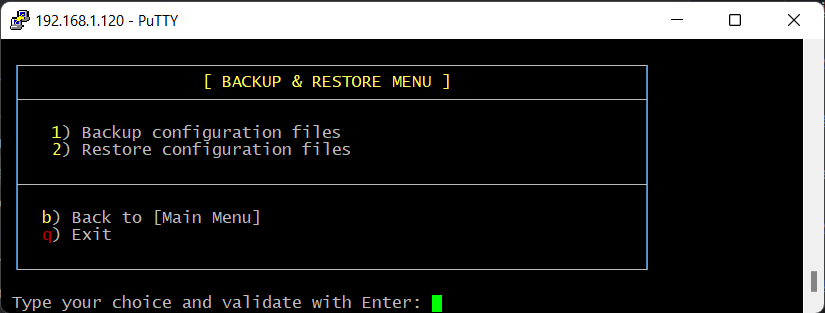 192.168.1.120 - PuTTY
[ BACKUP & RESTORE MENU ]
1) Backup configuration files
2) Restore configuration files
b) Back to [Main Menu]
q) Exit
Type your choice and validate with Enter: